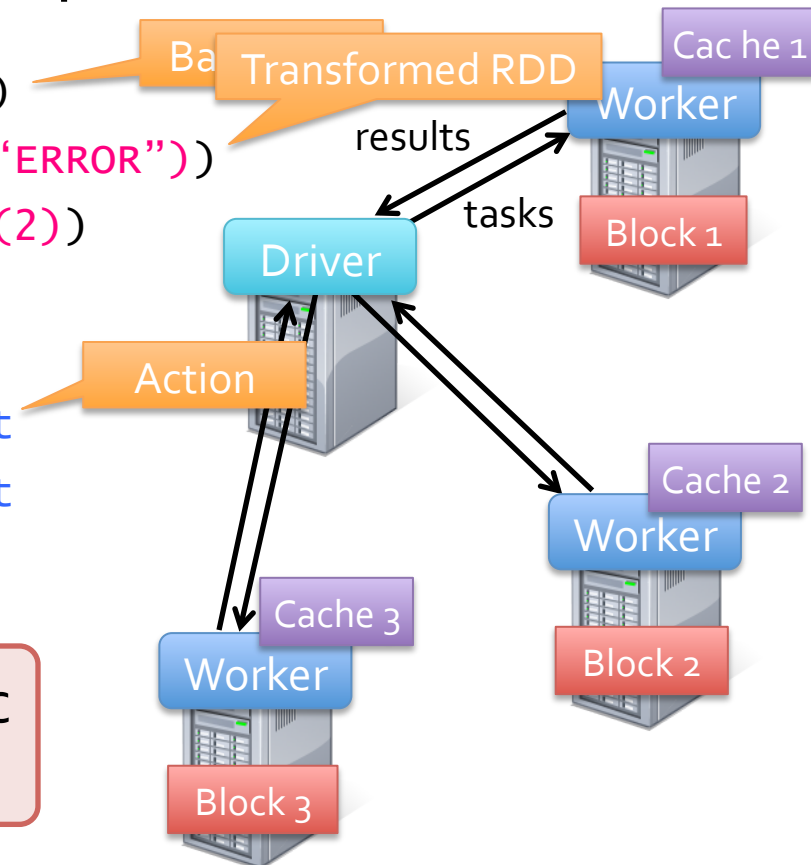 Ba
Transformed RDD
Cac he 1
)
Worker
results
“ERROR”))
tasks
(2))
Block 1
Driver
Action
t
Cache 2
t
Worker
Cache 3
Block 2
Worker
c
Block 3